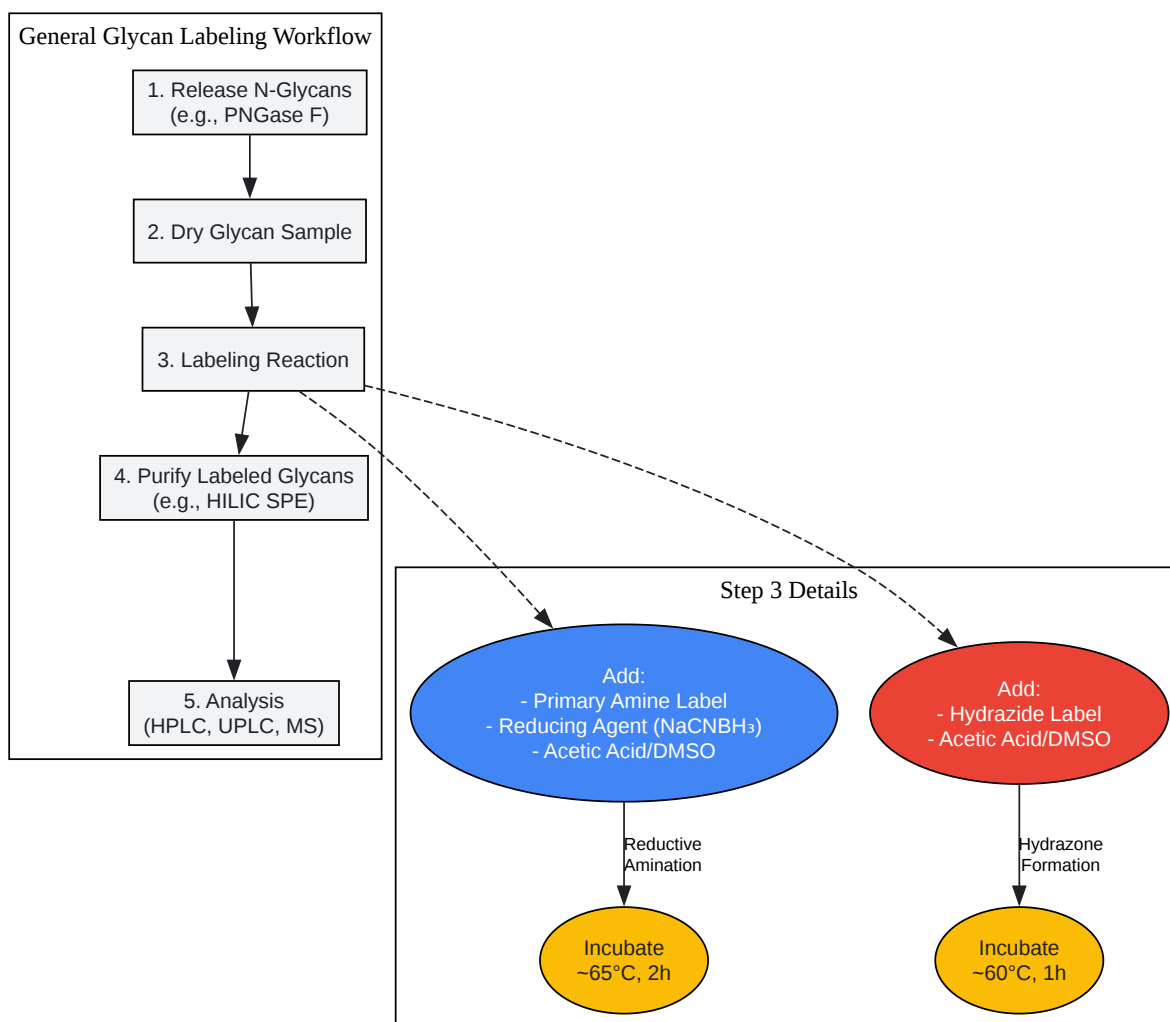 General Glycan Labeling Workflow
1. Release N-Glycans
(e.g., PNGase F)
2. Dry Glycan Sample
3. Labeling Reaction
4. Purify Labeled Glycans
(e.g., HILIC SPE)
5. Analysis
(HPLC, UPLC, MS)
Step 3 Details
Add:
- Primary Amine Label
- Reducing Agent (NaCNBH₃)
- Acetic Acid/DMSO
Add:
- Hydrazide Label
- Acetic Acid/DMSO
Reductive
Amination
Hydrazone
Formation
Incubate
~65°C, 2h
Incubate
~60°C, 1h